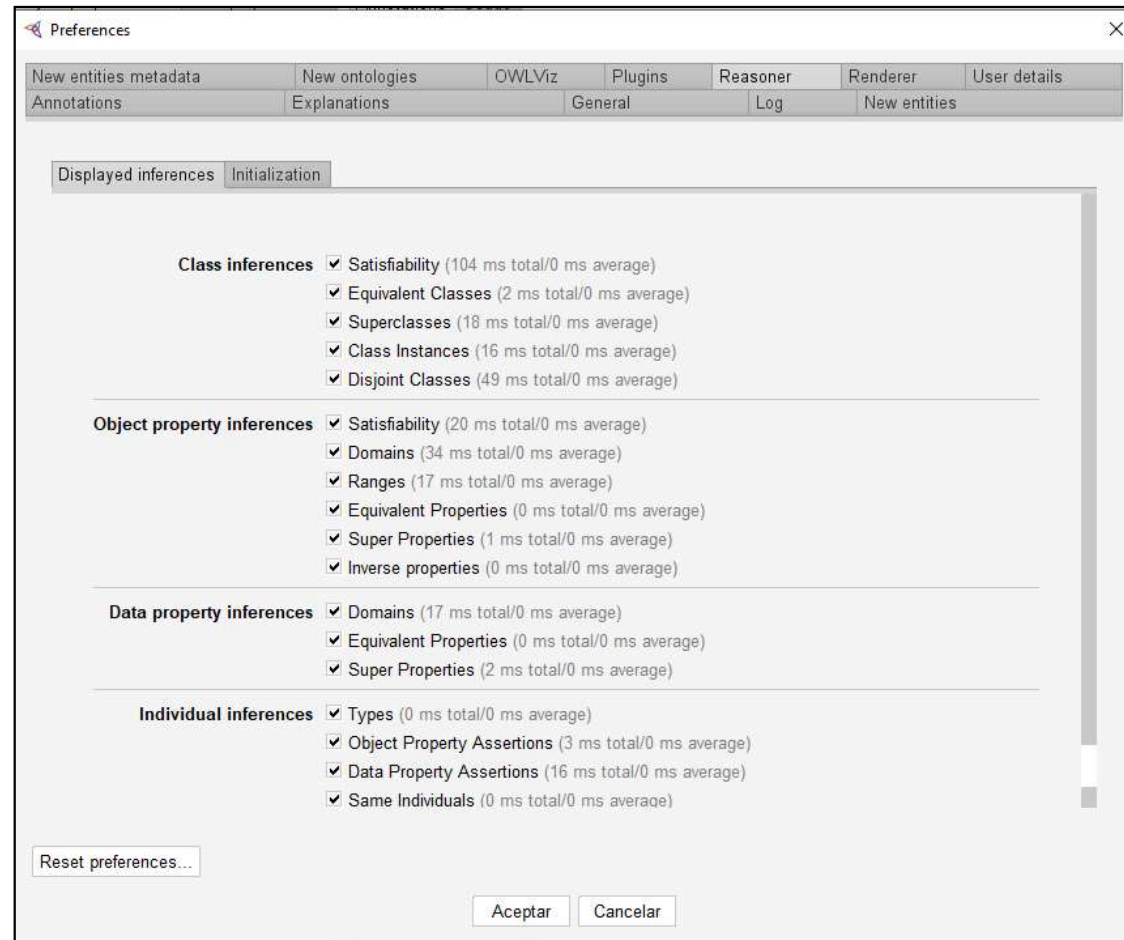 Preferences
New entities metadata New ontologies OWLViz Plugins Reasoner Renderer User details
Annotations Explanations General Log New entities
Displayed inferences Initialization
Class inferences Satisfiability (104 ms total/0 ms average)
Equivalent Classes (2 ms total/0 ms average)
Superclasses (18 ms total/0 ms average)
Class Instances (16 ms total/0 ms average)
Disjoint Classes (49 ms total/0 ms average)
Object property inferences Satisfiability (20 ms total/0 ms average)
Domains (34 ms total/0 ms average)
Ranges (17 ms total/0 ms average)
Equivalent Properties (0 ms total/0 ms average)
Super Properties (1 ms total/0 ms average)
Inverse properties (0 ms total/0 ms average)
Data property inferences Domains (17 ms total/0 ms average)
Equivalent Properties (0 ms total/0 ms average)
Super Properties (2 ms total/0 ms average)
Individual inferences Types (0 ms total/0 ms average)
Object Property Assertions (3 ms total/0 ms average)
Data Property Assertions (16 ms total/0 ms average)
Same Individuals (0 ms total/0 ms average)
Reset preferences...
Aceptar Cancelar